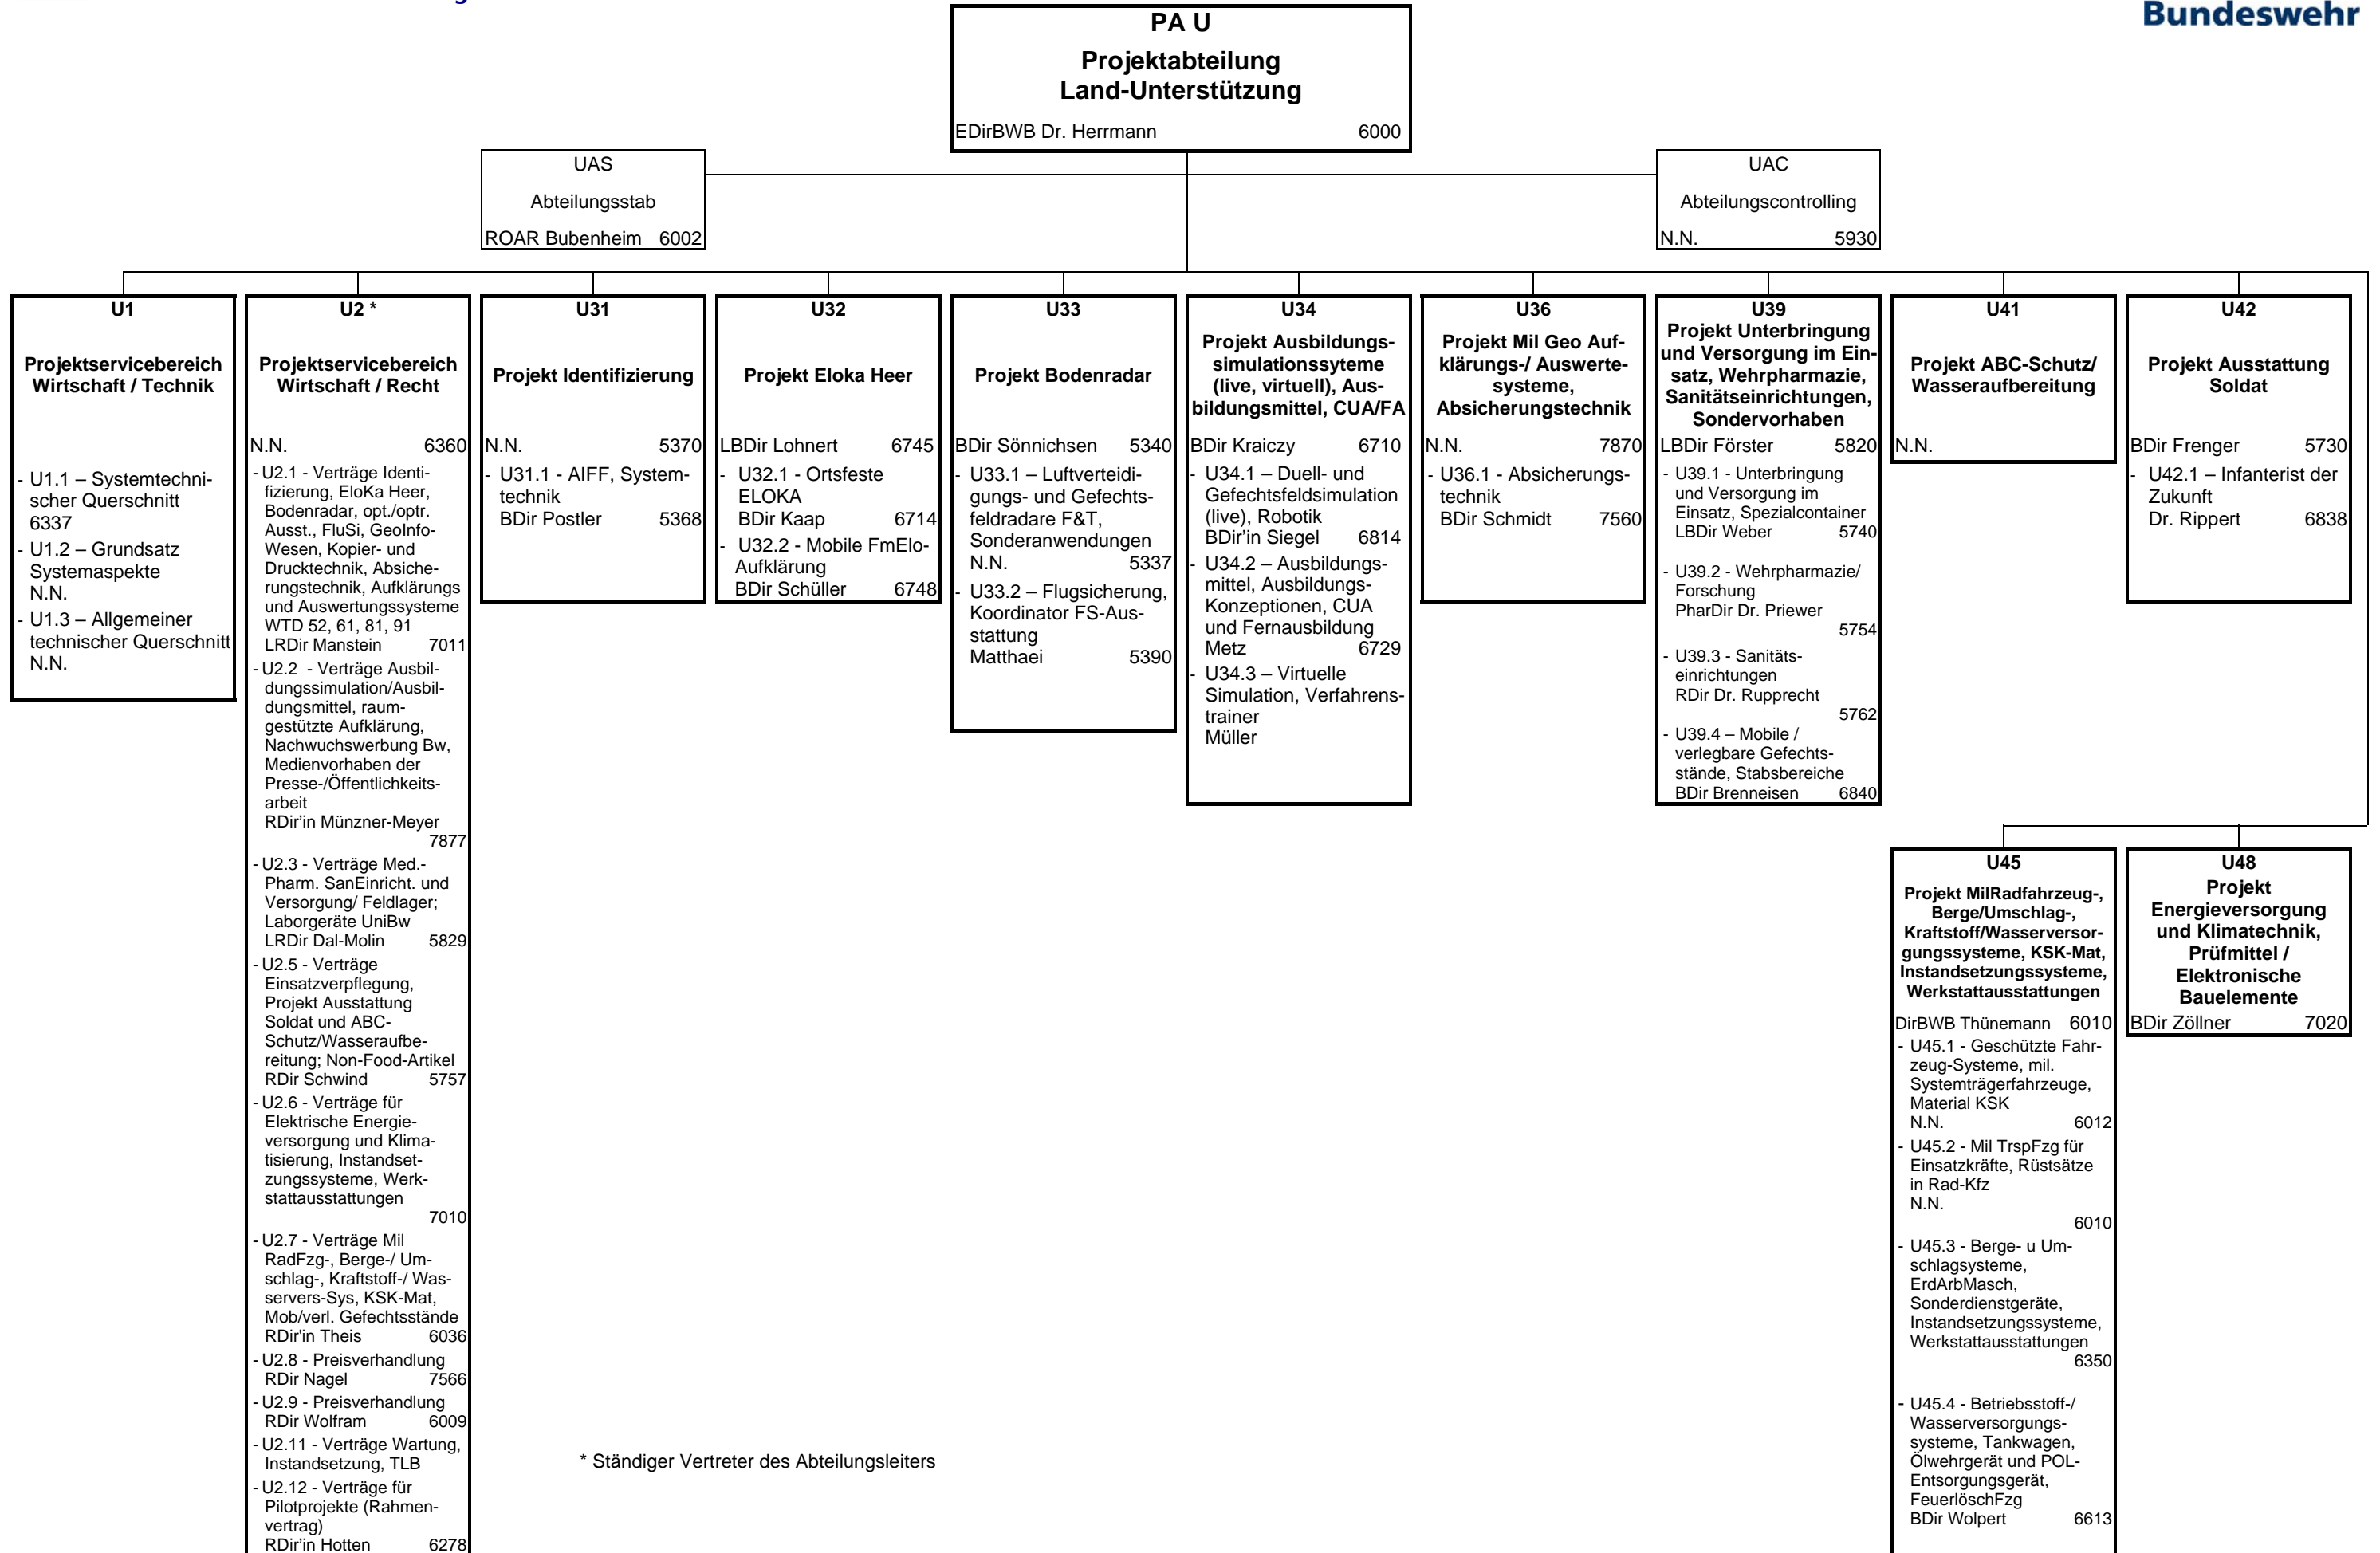 Bundeswehr
PA U
Projektabteilung
Land-Unterstützung
EDirBWB Dr. Herrmann 6000
UAS
Abteilungsstab
ROAR Bubenheim 6002
UAC
Abteilungscontrolling
N.N. 5930
U1
Projektservicebereich
Wirtschaft / Technik
- U1.1 – Systemtechni-
scher Querschnitt
6337
- U1.2 – Grundsatz
Systemaspekte
N.N.
- U1.3 – Allgemeiner
technischer Querschnitt
N.N.
U2 *
Projektservicebereich
Wirtschaft / Recht
N.N. 6360
- U2.1 - Verträge Identi-
fizierung, EloKa Heer,
Bodenradar, opt./optr.
Ausst., FluSi, GeoInfo-
Wesen, Kopier- und
Drucktechnik, Absiche-
rungstechnik, Aufklärungs
und Auswertungssysteme
WTD 52, 61, 81, 91
LRDir Manstein 7011
- U2.2 - Verträge Ausbil-
dungssimulation/Ausbil-
dungsmittel, raum-
gestützte Aufklärung,
Nachwuchswerbung Bw,
Medienvorhaben der
Presse-/Öffentlichkeits-
arbeit
RDir'in Münzner-Meyer
7877
- U2.3 - Verträge Med.-
Pharm. SanEinricht. und
Versorgung/ Feldlager;
Laborgeräte UniBw
LRDir Dal-Molin 5829
- U2.5 - Verträge
Einsatzverpflegung,
Projekt Ausstattung
Soldat und ABC-
Schutz/Wasseraufbe-
reitung; Non-Food-Artikel
RDir Schwind 5757
- U2.6 - Verträge für
Elektrische Energie-
versorgung und Klima-
tisierung, Instandset-
zungssysteme, Werk-
stattausstattungen
7010
- U2.7 - Verträge Mil
RadFzg-, Berge-/ Um-
schlag-, Kraftstoff-/ Was-
servers-Sys, KSK-Mat,
Mob/verl. Gefechtsstände
RDir'in Theis 6036
- U2.8 - Preisverhandlung
RDir Nagel 7566
- U2.9 - Preisverhandlung
RDir Wolfram 6009
- U2.11 - Verträge Wartung,
Instandsetzung, TLB
- U2.12 - Verträge für
Pilotprojekte (Rahmen-
vertrag)
RDir'in Hotten 6278
U31
Projekt Identifizierung
N.N. 5370
- U31.1 - AIFF, System-
technik
BDir Postler 5368
U32
Projekt Eloka Heer
LBDir Lohnert 6745
- U32.1 - Ortsfeste
ELOKA
BDir Kaap 6714
- U32.2 - Mobile FmElo-
Aufklärung
BDir Schüller 6748
U33
Projekt Bodenradar
BDir Sönnichsen 5340
- U33.1 – Luftverteidi-
gungs- und Gefechts-
feldradare F&T,
Sonderanwendungen
N.N. 5337
- U33.2 – Flugsicherung,
Koordinator FS-Aus-
stattung
Matthaei 5390
U34
Projekt Ausbildungs-
simulationssyteme
(live, virtuell), Aus-
bildungsmittel, CUA/FA
BDir Kraiczy 6710
- U34.1 – Duell- und
Gefechtsfeldsimulation
(live), Robotik
BDir'in Siegel 6814
- U34.2 – Ausbildungs-
mittel, Ausbildungs-
Konzeptionen, CUA
und Fernausbildung
Metz 6729
- U34.3 – Virtuelle
Simulation, Verfahrens-
trainer
Müller
U36
Projekt Mil Geo Auf-
klärungs-/ Auswerte-
systeme,
Absicherungstechnik
N.N. 7870
- U36.1 - Absicherungs-
technik
BDir Schmidt 7560
U39
Projekt Unterbringung
und Versorgung im Ein-
satz, Wehrpharmazie,
Sanitätseinrichtungen,
Sondervorhaben
LBDir Förster 5820
- U39.1 - Unterbringung
und Versorgung im
Einsatz, Spezialcontainer
LBDir Weber 5740
- U39.2 - Wehrpharmazie/
Forschung
PharDir Dr. Priewer
5754
- U39.3 - Sanitäts-
einrichtungen
RDir Dr. Rupprecht
5762
- U39.4 – Mobile /
verlegbare Gefechts-
stände, Stabsbereiche
BDir Brenneisen 6840
U41
Projekt ABC-Schutz/
Wasseraufbereitung
N.N.
U42
Projekt Ausstattung
Soldat
BDir Frenger 5730
- U42.1 – Infanterist der
Zukunft
Dr. Rippert 6838
U45
Projekt MilRadfahrzeug-,
Berge/Umschlag-,
Kraftstoff/Wasserversor-
gungssysteme, KSK-Mat,
Instandsetzungssysteme,
Werkstattausstattungen
DirBWB Thünemann 6010
- U45.1 - Geschützte Fahr-
zeug-Systeme, mil.
Systemträgerfahrzeuge,
Material KSK
N.N. 6012
- U45.2 - Mil TrspFzg für
Einsatzkräfte, Rüstsätze
in Rad-Kfz
N.N.
6010
- U45.3 - Berge- u Um-
schlagsysteme,
ErdArbMasch,
Sonderdienstgeräte,
Instandsetzungssysteme,
Werkstattausstattungen
6350
- U45.4 - Betriebsstoff-/
Wasserversorgungs-
systeme, Tankwagen,
Ölwehrgerät und POL-
Entsorgungsgerät,
FeuerlöschFzg
BDir Wolpert 6613
U48
Projekt
Energieversorgung
und Klimatechnik,
Prüfmittel /
Elektronische
Bauelemente
BDir Zöllner 7020
* Ständiger Vertreter des Abteilungsleiters